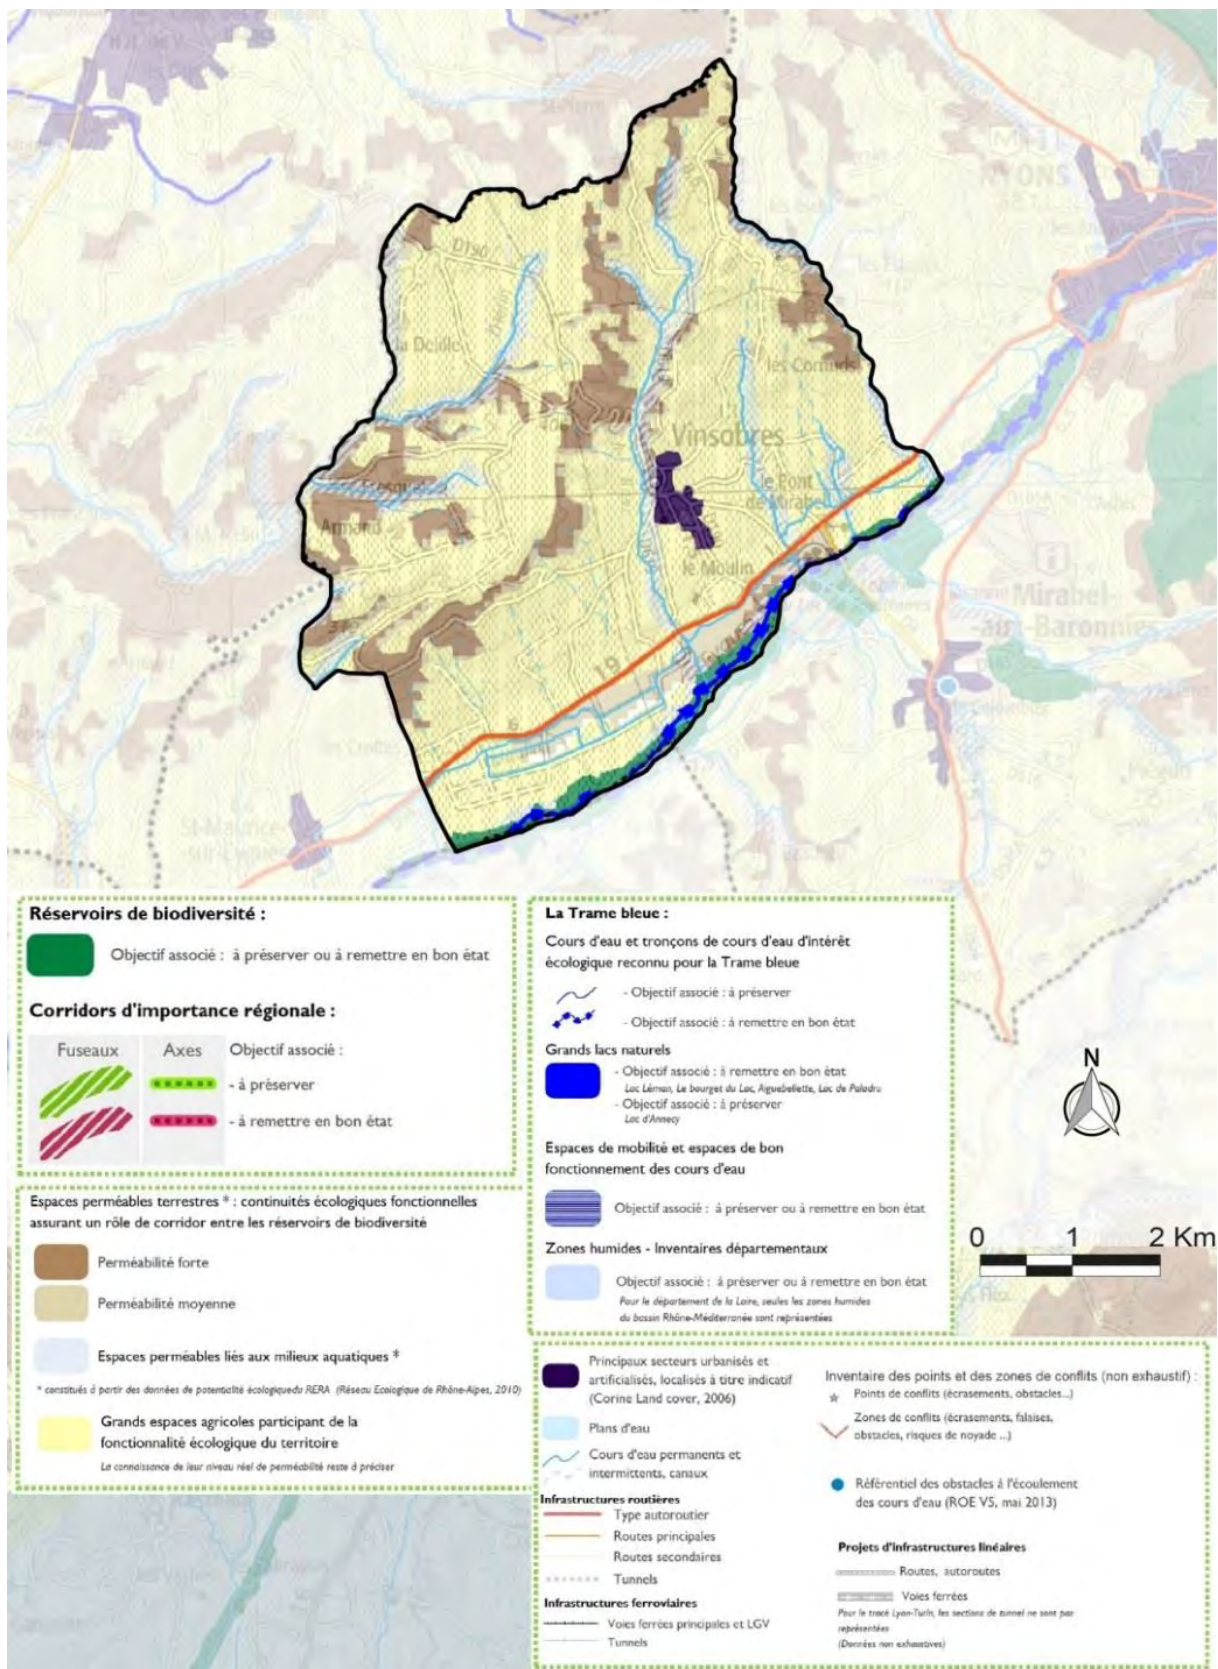 NYONS
D190
la Delille
les Cornuds
Vinsobres
le Pont
de Mirabel
Armand
le Moulin
Mirabel-
-aux-Baronnies
19
St-Maurice-
sur-Eygues
Réservoirs de biodiversité :
Objectif associé : à préserver ou à remettre en bon état
Corridors d'importance régionale :
Fuseaux
Axes
Objectif associé :
- à préserver
- à remettre en bon état
Espaces perméables terrestres * : continuités écologiques fonctionnelles
assurant un rôle de corridor entre les réservoirs de biodiversité
Perméabilité forte
Perméabilité moyenne
Espaces perméables liés aux milieux aquatiques *
* constitués à partir des données de potentialité écologiquedu RERA (Réseau Ecologique de Rhône-Alpes, 2010)
Grands espaces agricoles participant de la
fonctionnalité écologique du territoire
La connaissance de leur niveau réel de perméabilité reste à préciser
La Trame bleue :
Cours d'eau et tronçons de cours d'eau d'intérêt
écologique reconnu pour la Trame bleue
- Objectif associé : à préserver
- Objectif associé : à remettre en bon état
Grands lacs naturels
- Objectif associé : à remettre en bon état
Lac Léman, Le bourget du Lac, Aiguebellette, Lac de Paladru
- Objectif associé : à préserver
Lac d'Annecy
Espaces de mobilité et espaces de bon
fonctionnement des cours d'eau
Objectif associé : à préserver ou à remettre en bon état
Zones humides - Inventaires départementaux
Objectif associé : à préserver ou à remettre en bon état
Pour le département de la Loire, seules les zones humides
du bassin Rhône-Méditerranée sont représentées
N
0 1 2 Km
Principaux secteurs urbanisés et
artificialisés, localisés à titre indicatif
(Corine Land cover, 2006)
Plans d'eau
Cours d'eau permanents et
intermittents, canaux
Infrastructures routières
Type autoroutier
Routes principales
Routes secondaires
Tunnels
Infrastructures ferroviaires
Voies ferrées principales et LGV
Tunnels
Inventaire des points et des zones de conflits (non exhaustif) :
Points de conflits (écrasements, obstacles...)
Zones de conflits (écrasements, falaises,
obstacles, risques de noyade ...)
Référentiel des obstacles à l'écoulement
des cours d'eau (ROE V5, mai 2013)
Projets d'infrastructures linéaires
Routes, autoroutes
Voies ferrées
Pour le tracé Lyon-Turin, les sections de tunnel ne sont pas
représentées
(Données non exhaustives)